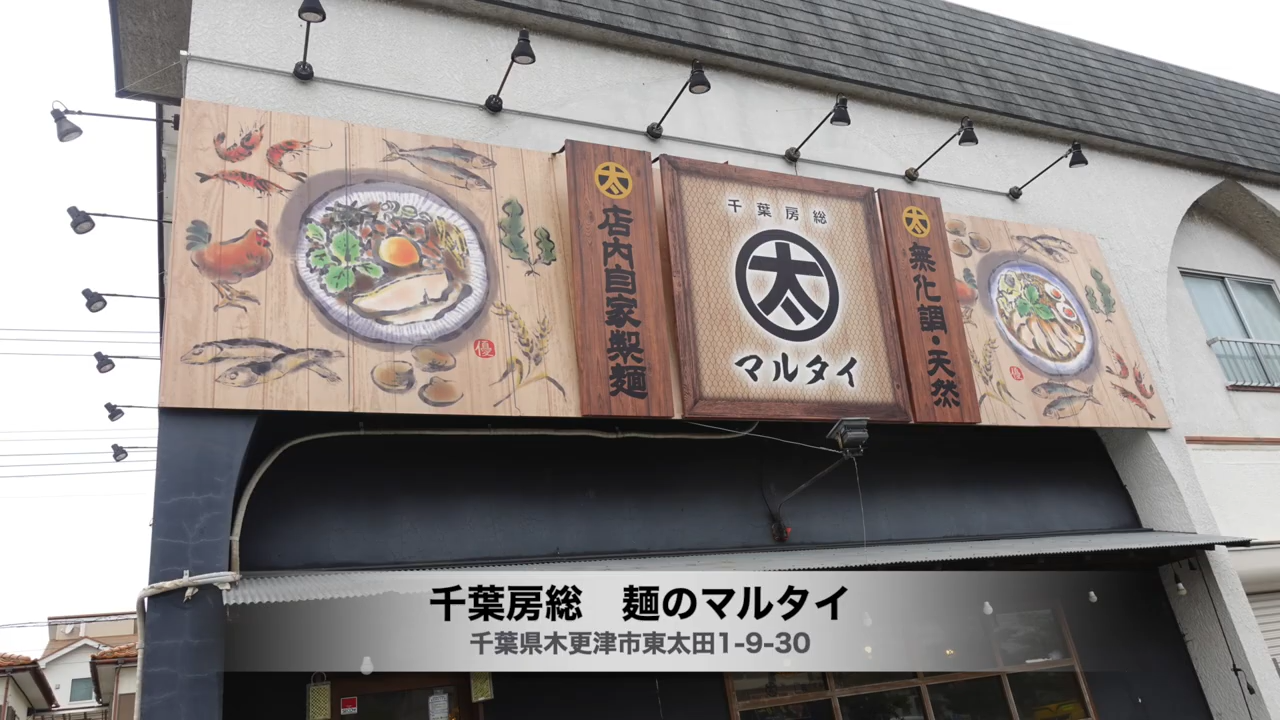 太
店内自家製麺
千葉房総
太
マルタイ
太
無化調・天然
優
優
千葉房総　麺のマルタイ
千葉県木更津市東太田1-9-30